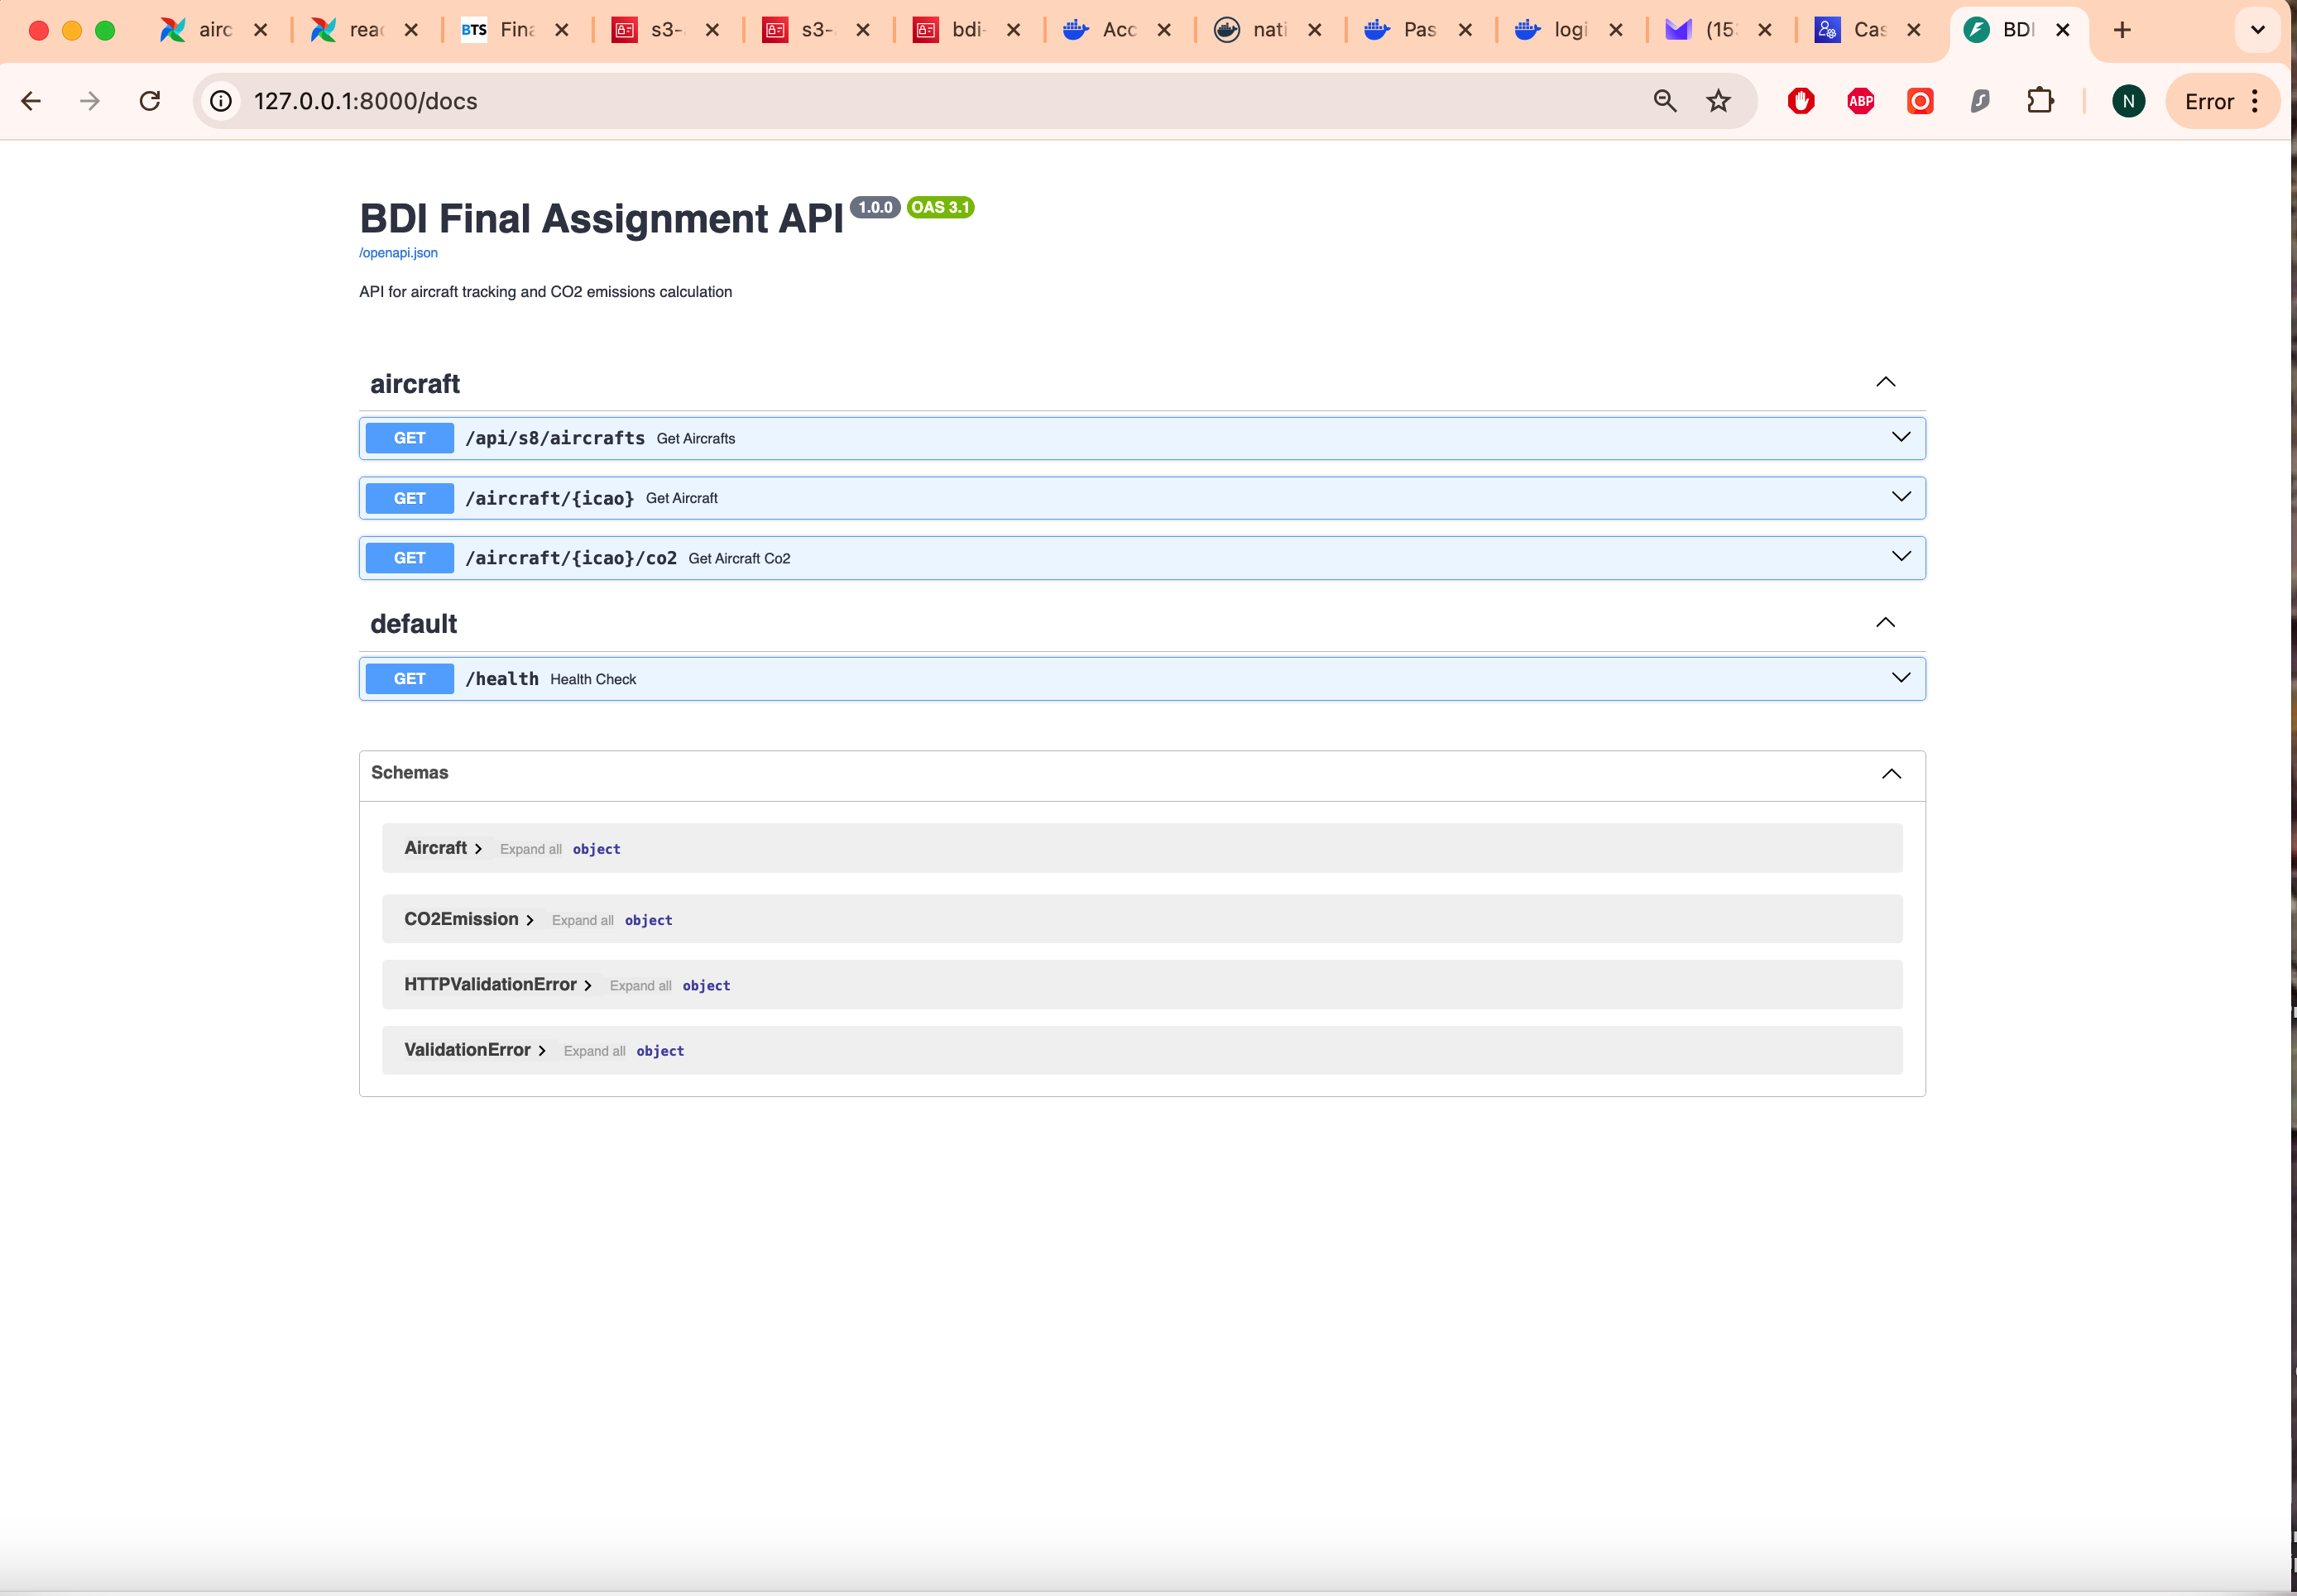 airc
rea
BTS Fina
s3-
s3-
bdi-
Acc
nati
Pas
logi
(15
Cas
BDI
127.0.0.1:8000/docs
ABP
N
Error
BDI Final Assignment API 1.0.0 OAS 3.1
/openapi.json
API for aircraft tracking and CO2 emissions calculation
aircraft
GET /api/s8/aircrafts Get Aircrafts
GET /aircraft/{icao} Get Aircraft
GET /aircraft/{icao}/co2 Get Aircraft Co2
default
GET /health Health Check
Schemas
Aircraft Expand all object
CO2Emission Expand all object
HTTPValidationError Expand all object
ValidationError Expand all object